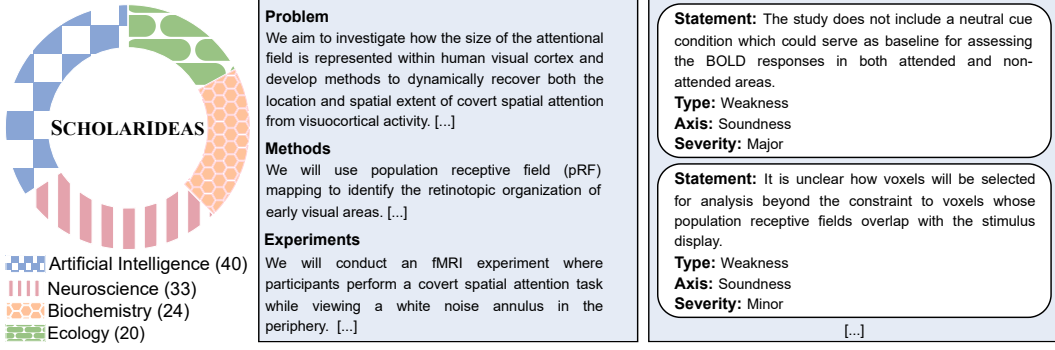 SCHOLARIDEAS
Artificial Intelligence (40)
Neuroscience (33)
Biochemistry (24)
Ecology (20)
Problem
We aim to investigate how the size of the attentional
field is represented within human visual cortex and
develop methods to dynamically recover both the
location and spatial extent of covert spatial attention
from visuocortical activity. [...]
Methods
We will use population receptive field (pRF)
mapping to identify the retinotopic organization of
early visual areas. [...]
Experiments
We will conduct an fMRI experiment where
participants perform a covert spatial attention task
while viewing a white noise annulus in the
periphery. [...]
Statement: The study does not include a neutral cue
condition which could serve as baseline for assessing
the BOLD responses in both attended and non-
attended areas.
Type: Weakness
Axis: Soundness
Severity: Major
Statement: It is unclear how voxels will be selected
for analysis beyond the constraint to voxels whose
population receptive fields overlap with the stimulus
display.
Type: Weakness
Axis: Soundness
Severity: Minor
[...]